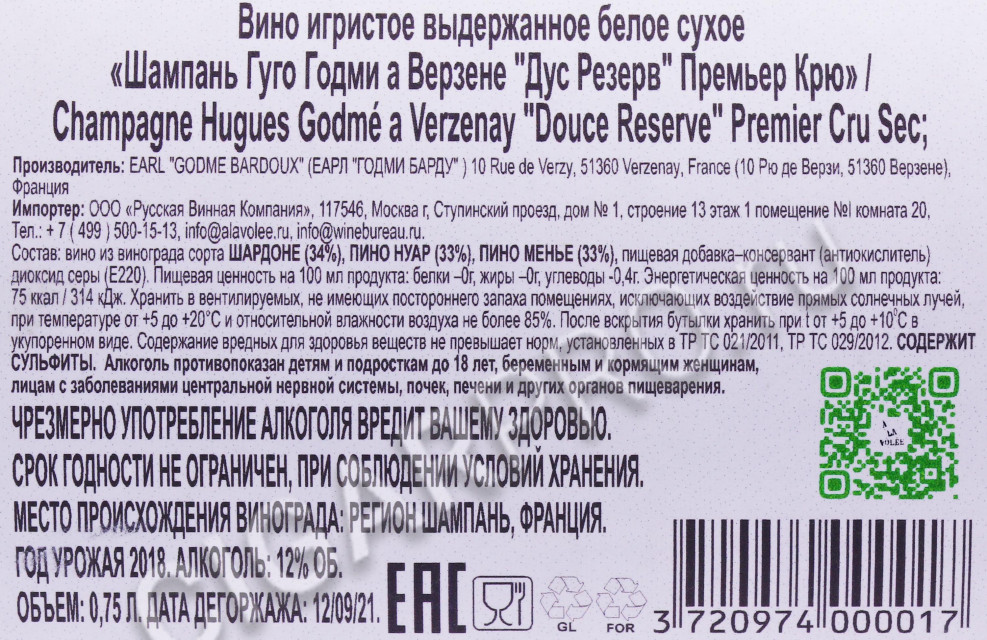 Вино игристое выдержанное белое сухое
«Шампань Гуго Годми а Верзене "Дус Резерв" Премьер Крю» /
Champagne Hugues Godmé a Verzenay "Douce Reserve" Premier Cru Sec;
Производитель: EARL "GODME BARDOUX" (ЕАРЛ "ГОДМИ БАРДУ" ) 10 Rue de Verzy, 51360 Verzenay, France (10 Рю де Верзи, 51360 Верзене),
Франция
Импортер: ООО «Русская Винная Компания», 117546, Москва г, Ступинский проезд, дом № 1, строение 13 этаж 1 помещение №I комната 20,
Тел.: + 7 ( 499 ) 500-15-13, info@alavolee.ru, info@winebureau.ru.
Состав: вино из винограда сорта ШАРДОНЕ (34%), ПИНО НУАР (33%), ПИНО МЕНЬЕ (33%), пищевая добавка–консервант (антиокислитель)
диоксид серы (Е220). Пищевая ценность на 100 мл продукта: белки –0г, жиры –0г, углеводы -0,4г. Энергетическая ценность на 100 мл продукта:
75 ккал / 314 кДж. Хранить в вентилируемых, не имеющих постороннего запаха помещениях, исключающих воздействие прямых солнечных лучей,
при температуре от +5 до +20°С и относительной влажности воздуха не более 85%. После вскрытия бутылки хранить при t от +5 до +10°С в
укупоренном виде. Содержание вредных для здоровья веществ не превышает норм, установленных в ТР ТС 021/2011, ТР ТС 029/2012. СОДЕРЖИТ
СУЛЬФИТЫ. Алкоголь противопоказан детям и подросткам до 18 лет, беременным и кормящим женщинам,
лицам с заболеваниями центральной нервной системы, почек, печени и других органов пищеварения.
ЧРЕЗМЕРНО УПОТРЕБЛЕНИЕ АЛКОГОЛЯ ВРЕДИТ ВАШЕМУ ЗДОРОВЬЮ.
СРОК ГОДНОСТИ НЕ ОГРАНИЧЕН, ПРИ СОБЛЮДЕНИИ УСЛОВИЙ ХРАНЕНИЯ.
A LA VOLÉE
МЕСТО ПРОИСХОЖДЕНИЯ ВИНОГРАДА: РЕГИОН ШАМПАНЬ, ФРАНЦИЯ.
ГОД УРОЖАЯ 2018. АЛКОГОЛЬ: 12% ОБ.
ОБЪЕМ: 0,75 Л. ДАТА ДЕГОРЖАЖА: 12/09/21.
EAC
GL
FOR
3 720974 000017
CIGARPRO.ru